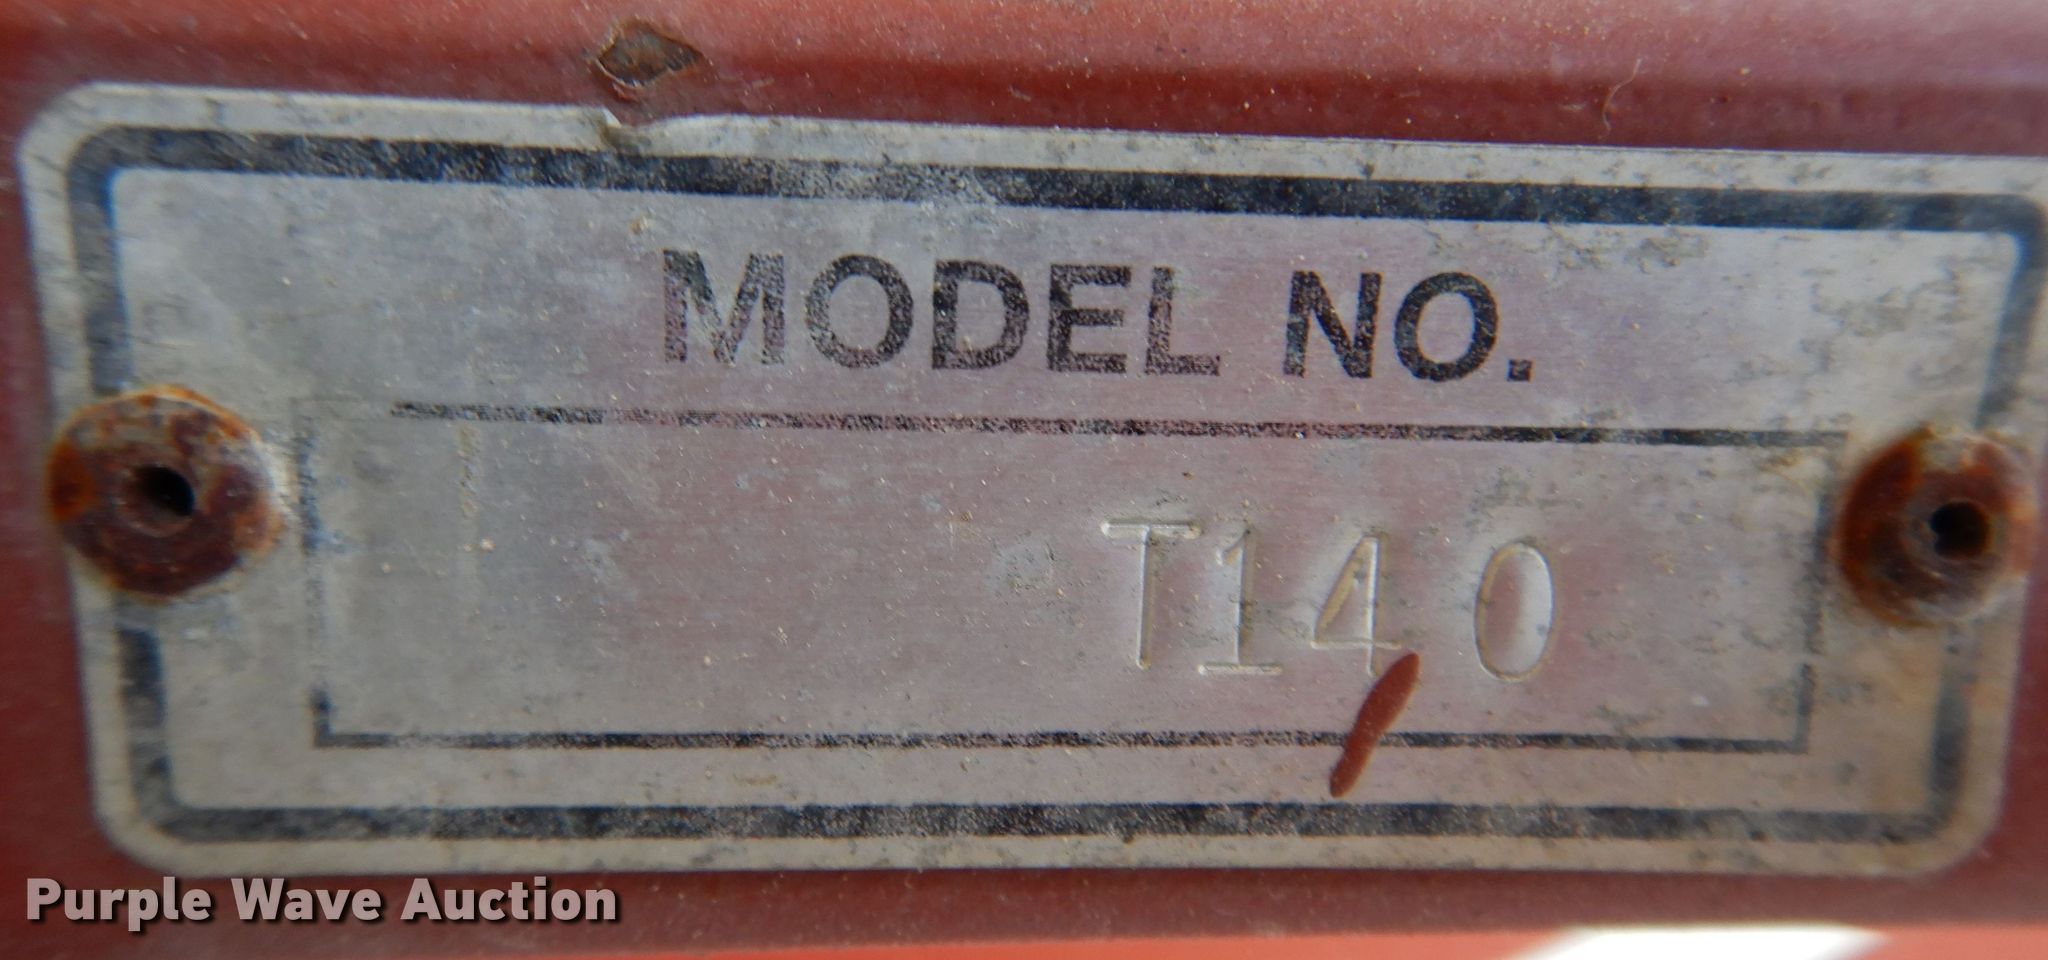 MODEL NO.
T140
Purple Wave Auction